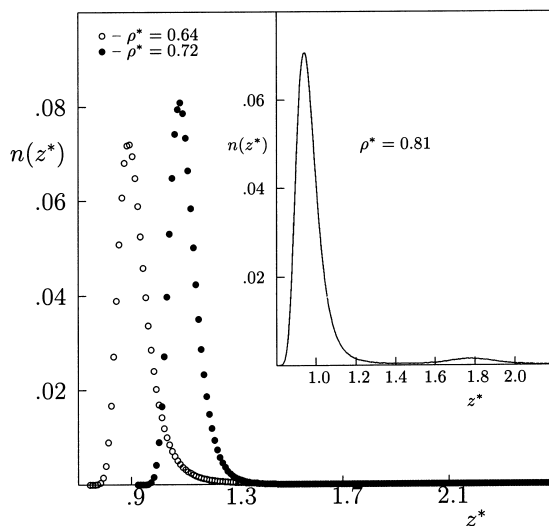 ○ – ρ* = 0.64
● – ρ* = 0.72
.08
n(z*)
.06
.04
.02
.9
1.3
1.7
2.1
z*
.06
n(z*)
ρ* = 0.81
.04
.02
1.0
1.2
1.4
1.6
1.8
2.0
z*